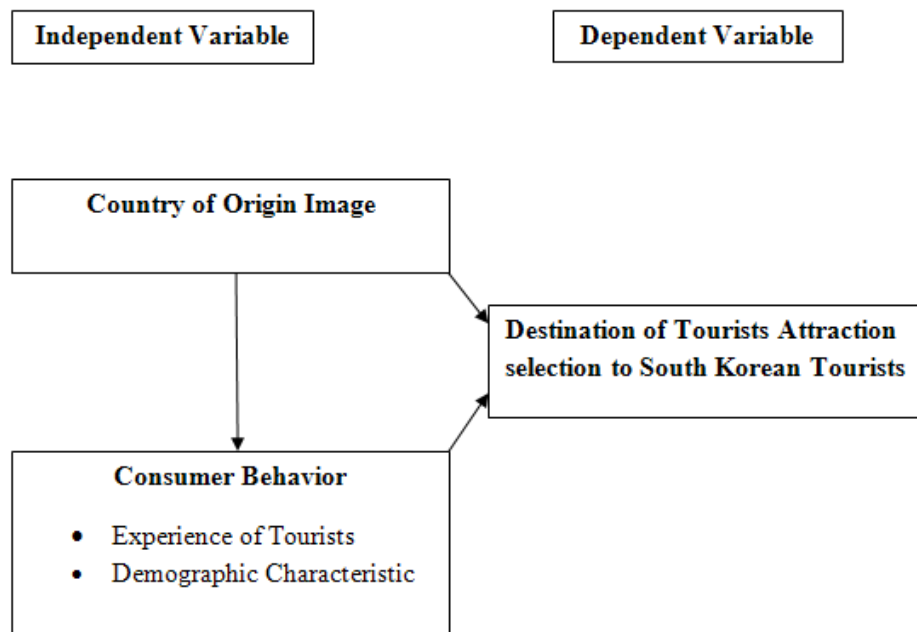 Independent Variable
Dependent Variable
Country of Origin Image
Destination of Tourists Attraction
selection to South Korean Tourists
Consumer Behavior
• Experience of Tourists
• Demographic Characteristic